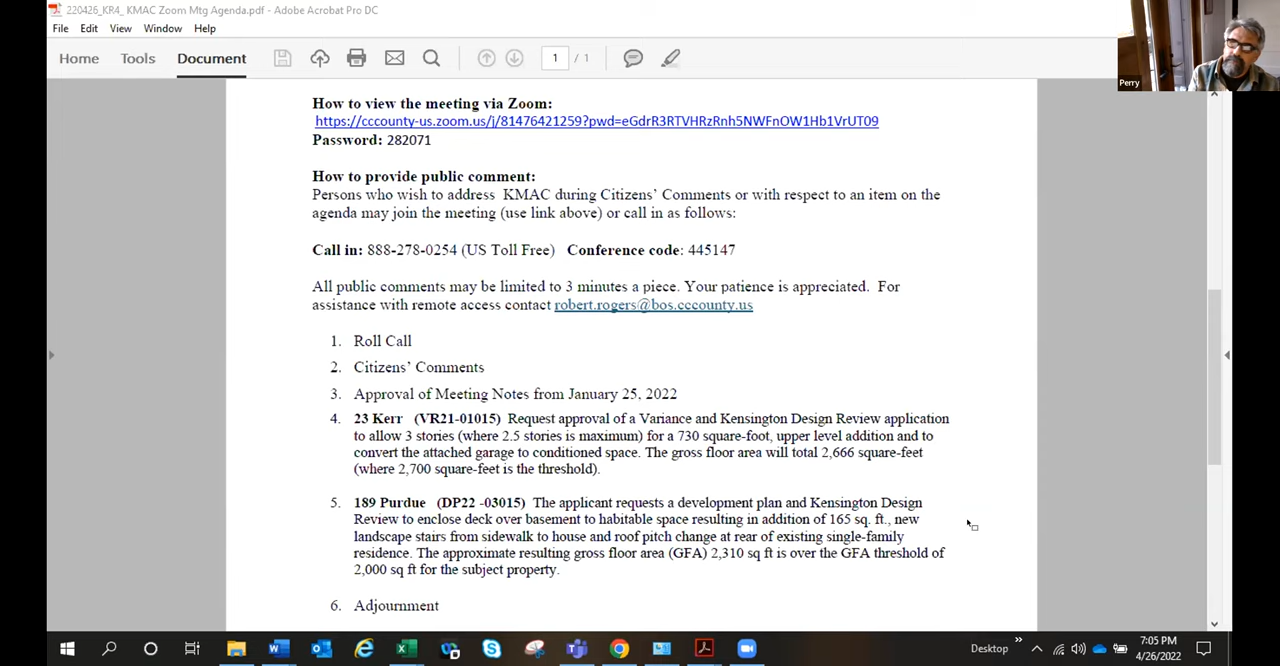 220426_KR4_ KMAC Zoom Mtg Agenda.pdf - Adobe Acrobat Pro DC
File Edit View Window Help
Home Tools Document 1 / 1
Perry
How to view the meeting via Zoom:
https://cccounty-us.zoom.us/j/81476421259?pwd=eGdrR3RTVHRzRnh5NWFnOW1Hb1VrUT09
Password: 282071
How to provide public comment:
Persons who wish to address KMAC during Citizens’ Comments or with respect to an item on the
agenda may join the meeting (use link above) or call in as follows:
Call in: 888-278-0254 (US Toll Free) Conference code: 445147
All public comments may be limited to 3 minutes a piece. Your patience is appreciated. For
assistance with remote access contact robert.rogers@bos.cccounty.us
1. Roll Call
2. Citizens’ Comments
3. Approval of Meeting Notes from January 25, 2022
4. 23 Kerr (VR21-01015) Request approval of a Variance and Kensington Design Review application
to allow 3 stories (where 2.5 stories is maximum) for a 730 square-foot, upper level addition and to
convert the attached garage to conditioned space. The gross floor area will total 2,666 square-feet
(where 2,700 square-feet is the threshold).
5. 189 Purdue (DP22 -03015) The applicant requests a development plan and Kensington Design
Review to enclose deck over basement to habitable space resulting in addition of 165 sq. ft., new
landscape stairs from sidewalk to house and roof pitch change at rear of existing single-family
residence. The approximate resulting gross floor area (GFA) 2,310 sq ft is over the GFA threshold of
2,000 sq ft for the subject property.
6. Adjournment
Desktop
7:05 PM
4/26/2022